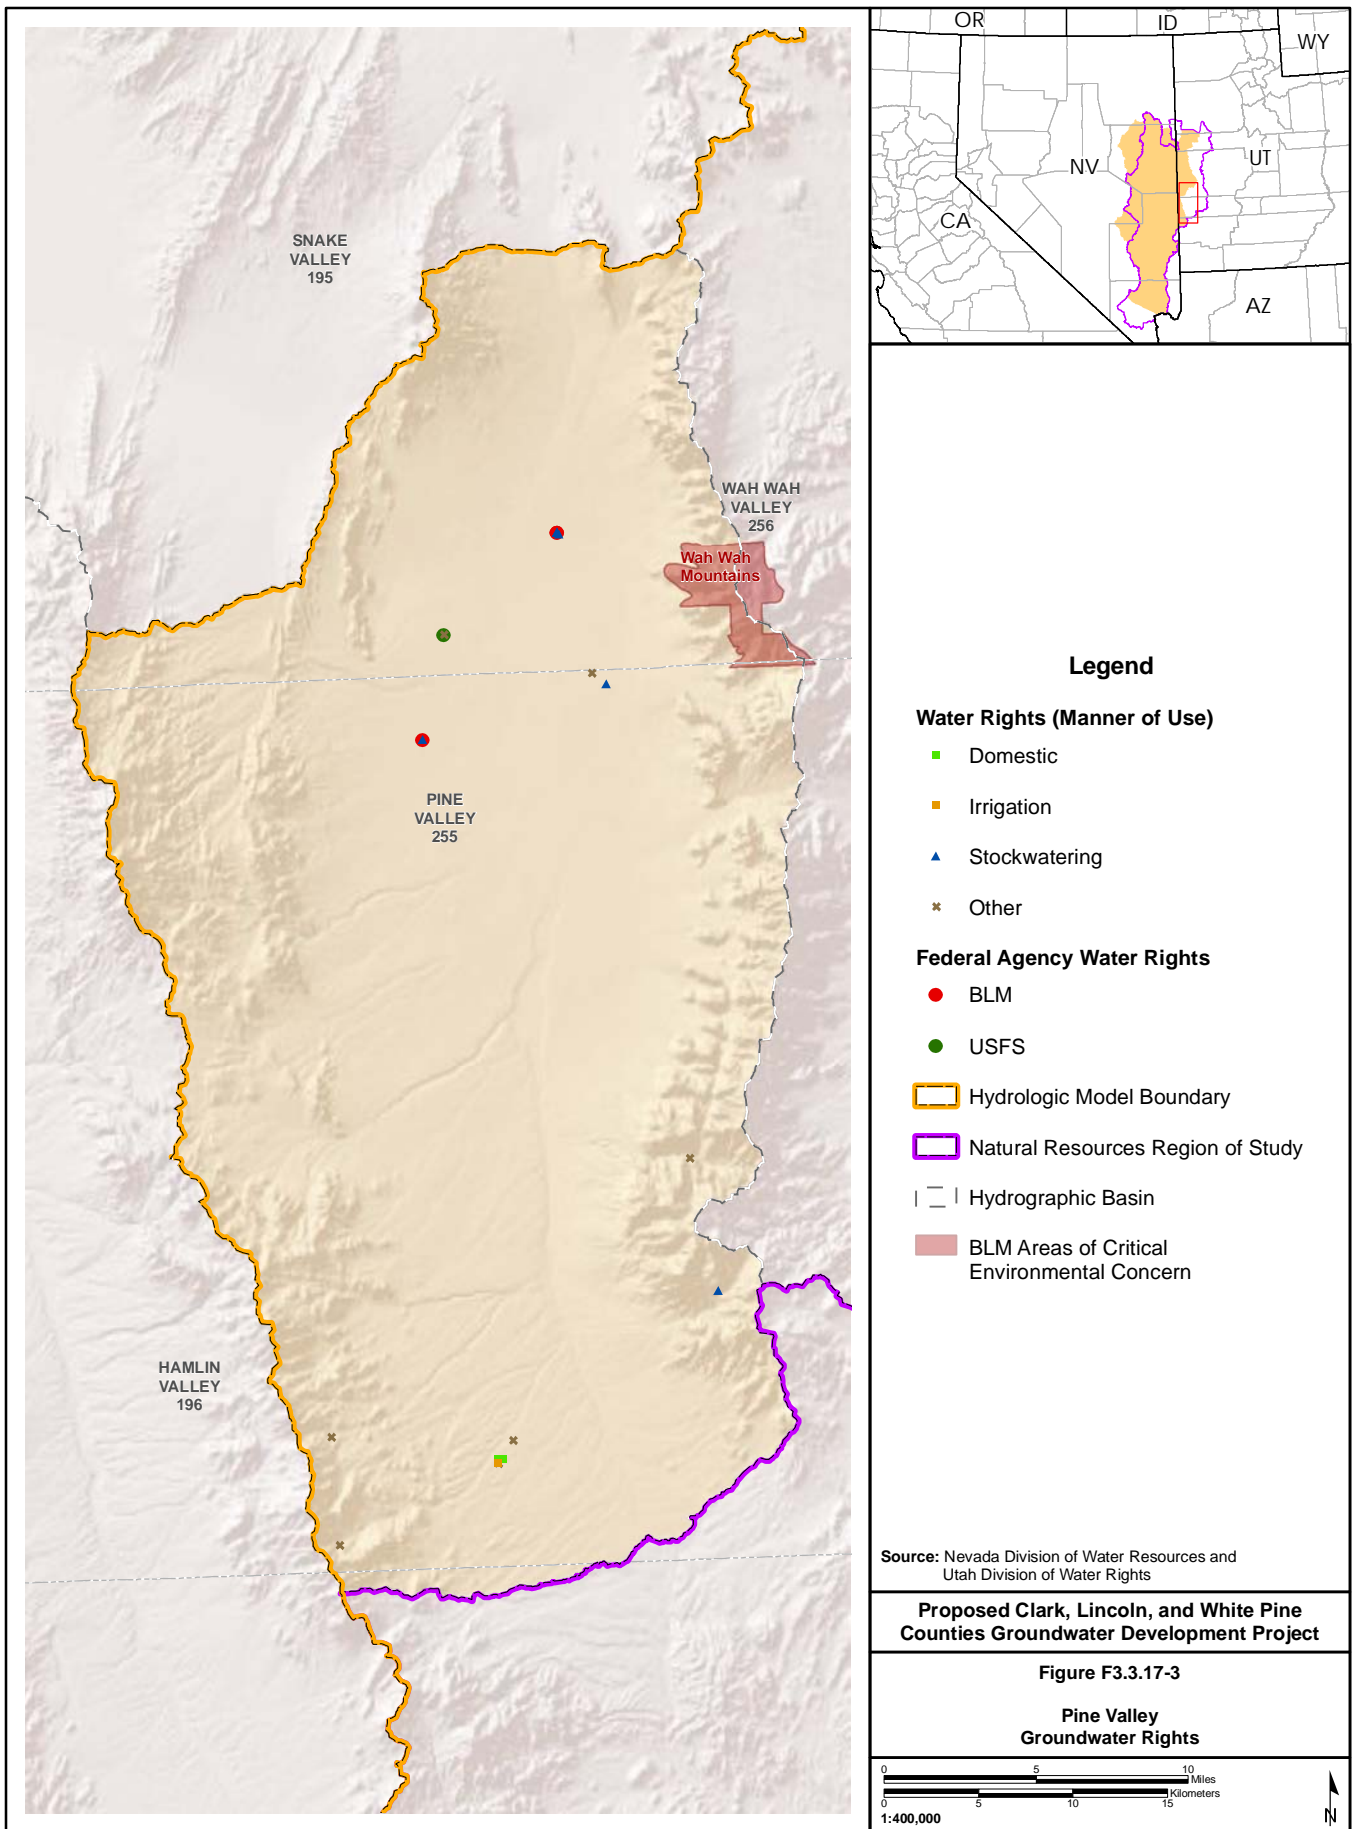 SNAKE
VALLEY
195
WAH WAH
VALLEY
256
Wah Wah
Mountains
PINE
VALLEY
255
HAMLIN
VALLEY
196
OR
ID
WY
NV
UT
CA
AZ
Legend
Water Rights (Manner of Use)
Domestic
Irrigation
Stockwatering
Other
Federal Agency Water Rights
BLM
USFS
Hydrologic Model Boundary
Natural Resources Region of Study
Hydrographic Basin
BLM Areas of Critical
Environmental Concern
Source: Nevada Division of Water Resources and
Utah Division of Water Rights
Proposed Clark, Lincoln, and White Pine
Counties Groundwater Development Project
Figure F3.3.17-3
Pine Valley
Groundwater Rights
0 5 10
Miles
Kilometers
0 5 10 15
1:400,000
N